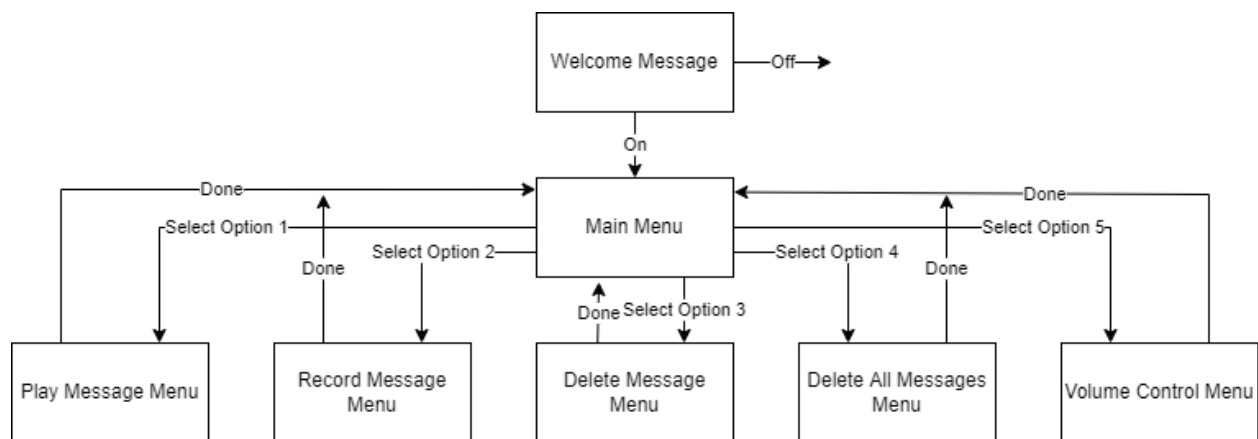 Welcome Message
Off
On
Done
Done
Main Menu
Select Option 1
Select Option 5
Select Option 2
Select Option 4
Done
Done
Done
Select Option 3
Play Message Menu
Record Message
Menu
Delete Message
Menu
Delete All Messages
Menu
Volume Control Menu